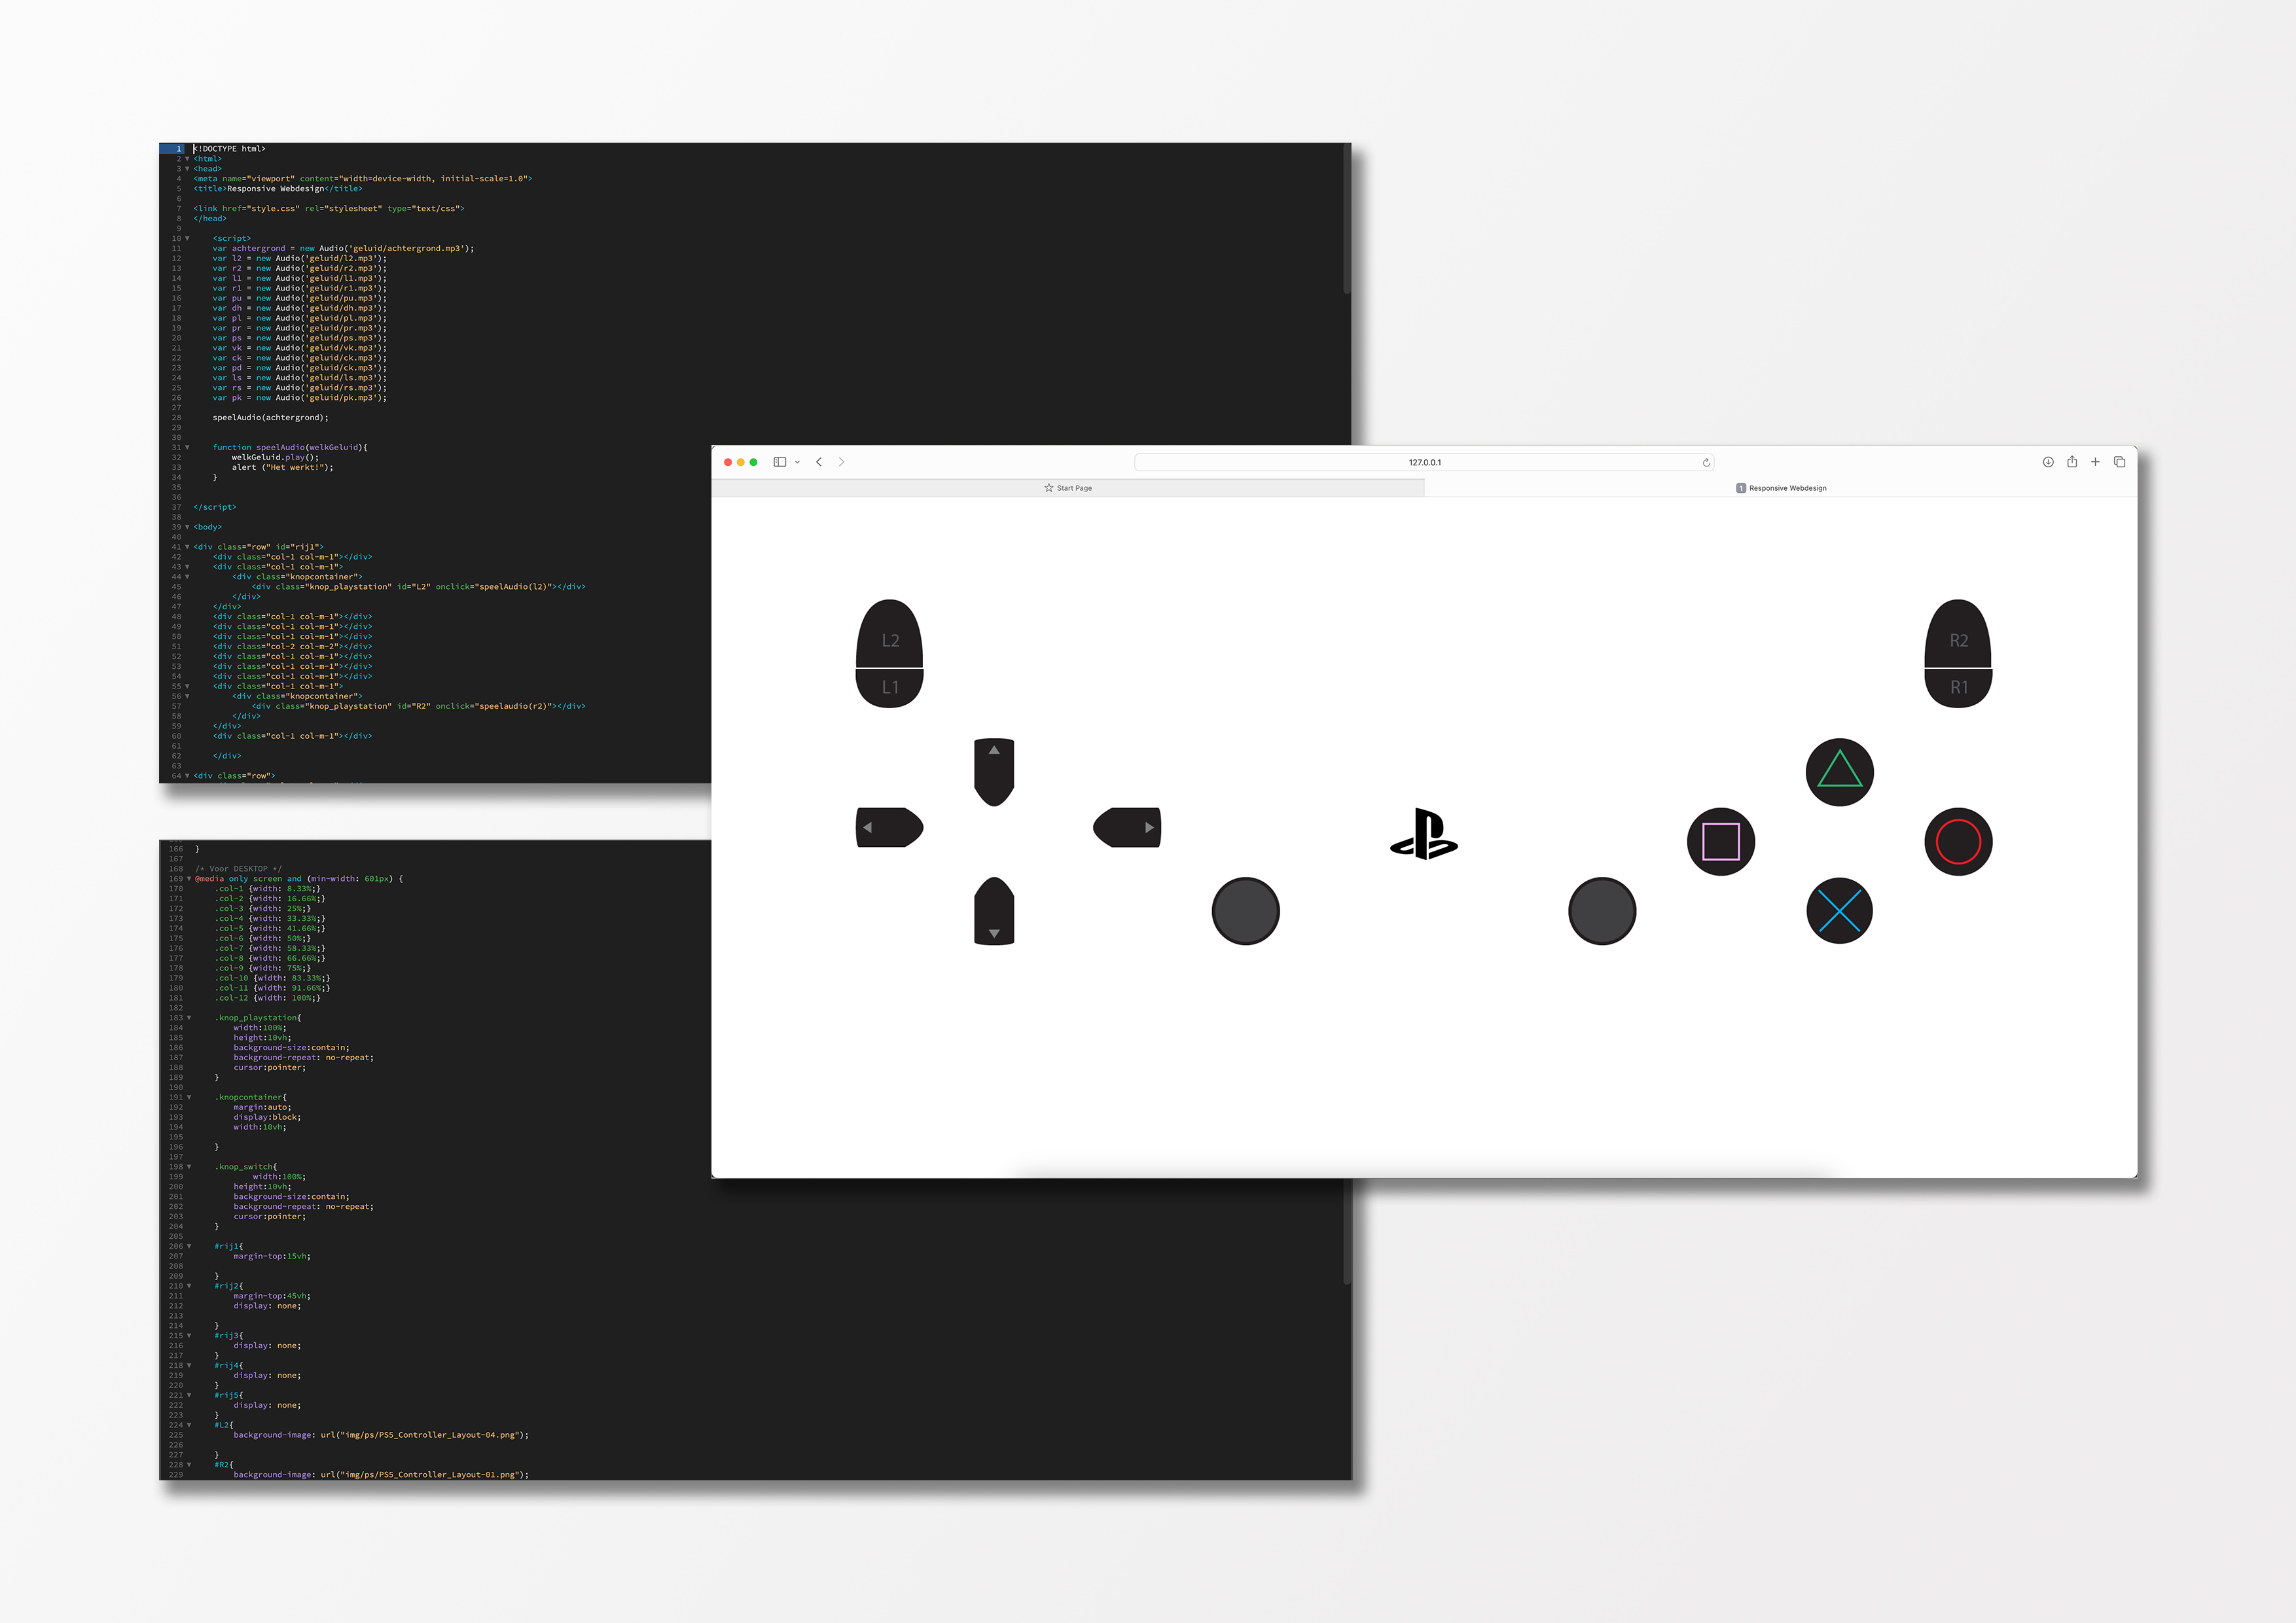 1 <!DOCTYPE html>
2 <html>
3 <head>
4 <meta name="viewport" content="width=device-width, initial-scale=1.0">
5 <title>Responsive Webdesign</title>
6
7 <link href="style.css" rel="stylesheet" type="text/css">
8 </head>
9
10 <script>
11 var achtergrond = new Audio('geluid/achtergrond.mp3');
12 var l2 = new Audio('geluid/l2.mp3');
13 var r2 = new Audio('geluid/r2.mp3');
14 var l1 = new Audio('geluid/l1.mp3');
15 var r1 = new Audio('geluid/r1.mp3');
16 var pu = new Audio('geluid/pu.mp3');
17 var dh = new Audio('geluid/dh.mp3');
18 var pl = new Audio('geluid/pl.mp3');
19 var pr = new Audio('geluid/pr.mp3');
20 var ps = new Audio('geluid/ps.mp3');
21 var vk = new Audio('geluid/vk.mp3');
22 var ck = new Audio('geluid/ck.mp3');
23 var pd = new Audio('geluid/ck.mp3');
24 var ls = new Audio('geluid/ls.mp3');
25 var rs = new Audio('geluid/rs.mp3');
26 var pk = new Audio('geluid/pk.mp3');
27
28 speelAudio(achtergrond);
29
30
31 function speelAudio(welkGeluid){
32 welkGeluid.play();
33 alert ("Het werkt!");
34 }
35
36
37 </script>
38
39 <body>
40
41 <div class="row" id="rij1">
42 <div class="col-1 col-m-1"></div>
43 <div class="col-1 col-m-1">
44 <div class="knopcontainer">
45 <div class="knop_playstation" id="L2" onclick="speelAudio(l2)"></div>
46 </div>
47 </div>
48 <div class="col-1 col-m-1"></div>
49 <div class="col-1 col-m-1"></div>
50 <div class="col-1 col-m-1"></div>
51 <div class="col-2 col-m-2"></div>
52 <div class="col-1 col-m-1"></div>
53 <div class="col-1 col-m-1"></div>
54 <div class="col-1 col-m-1"></div>
55 <div class="col-1 col-m-1">
56 <div class="knopcontainer">
57 <div class="knop_playstation" id="R2" onclick="speelaudio(r2)"></div>
58 </div>
59 </div>
60 <div class="col-1 col-m-1"></div>
61
62 </div>
63
64 <div class="row">
127.0.0.1
Start Page
1 Responsive Webdesign
L2
R2
L1
R1
166 }
167
168 /* Voor DESKTOP */
169 @media only screen and (min-width: 601px) {
170 .col-1 {width: 8.33%;}
171 .col-2 {width: 16.66%;}
172 .col-3 {width: 25%;}
173 .col-4 {width: 33.33%;}
174 .col-5 {width: 41.66%;}
175 .col-6 {width: 50%;}
176 .col-7 {width: 58.33%;}
177 .col-8 {width: 66.66%;}
178 .col-9 {width: 75%;}
179 .col-10 {width: 83.33%;}
180 .col-11 {width: 91.66%;}
181 .col-12 {width: 100%;}
182
183 .knop_playstation{
184 width:100%;
185 height:10vh;
186 background-size:contain;
187 background-repeat: no-repeat;
188 cursor:pointer;
189 }
190
191 .knopcontainer{
192 margin:auto;
193 display:block;
194 width:10vh;
195
196 }
197
198 .knop_switch{
199 width:100%;
200 height:10vh;
201 background-size:contain;
202 background-repeat: no-repeat;
203 cursor:pointer;
204 }
205
206 #rij1{
207 margin-top:15vh;
208
209 }
210 #rij2{
211 margin-top:45vh;
212 display: none;
213
214 }
215 #rij3{
216 display: none;
217 }
218 #rij4{
219 display: none;
220 }
221 #rij5{
222 display: none;
223 }
224 #L2{
225 background-image: url("img/ps/PS5_Controller_Layout-04.png");
226
227 }
228 #R2{
229 background-image: url("img/ps/PS5_Controller_Layout-01.png");